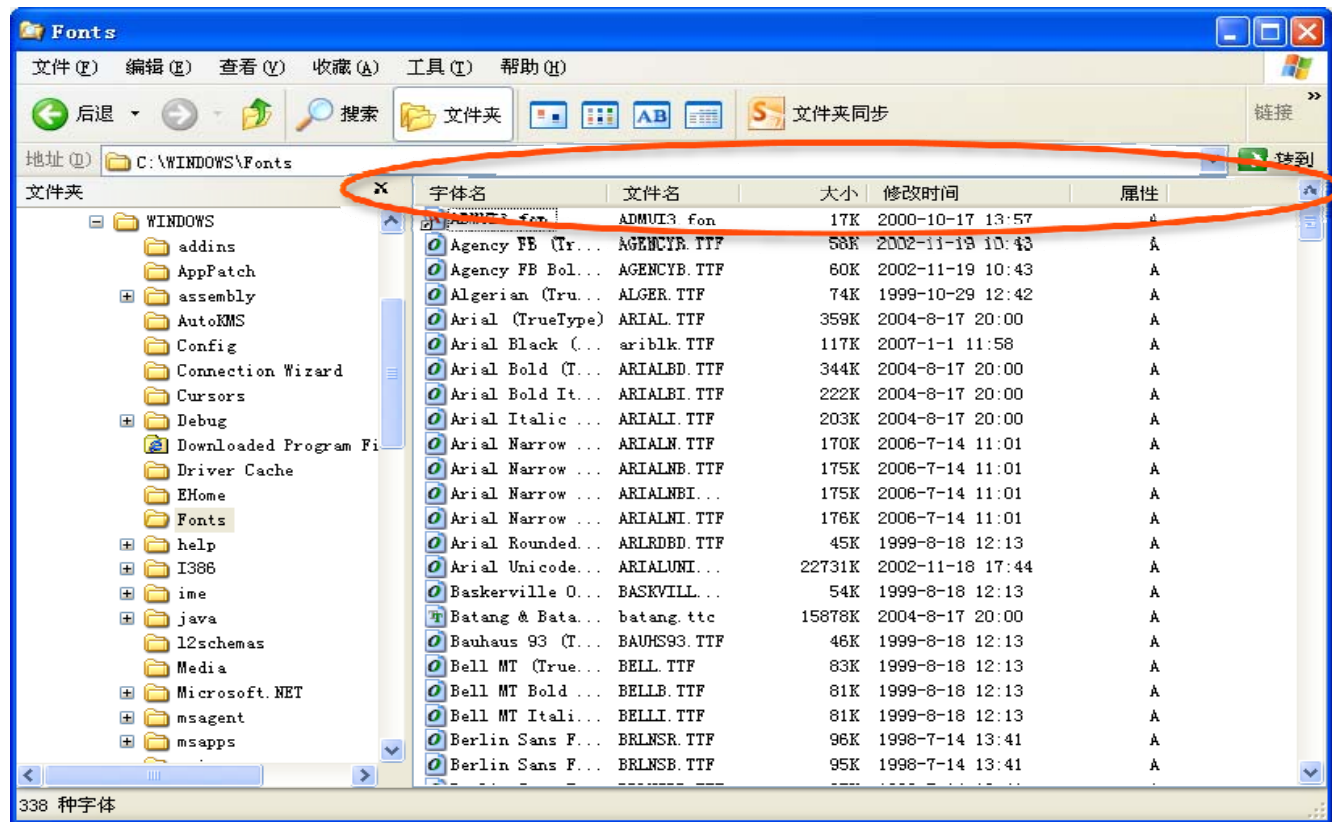 Fonts
文件(F) 编辑(E) 查看(V) 收藏(A) 工具(T) 帮助(H)
后退 搜索 文件夹 AB S 文件夹同步 链接 »
地址(D) C:\WINDOWS\Fonts 转到
文件夹 x 字体名 文件名 大小 修改时间 属性
WINDOWS ADMUI3.fon ADMUI3.fon 17K 2000-10-17 13:57 A
addins Agency FB (Tr... AGENCYR.TTF 58K 2002-11-19 10:43 A
AppPatch Agency FB Bol... AGENCYB.TTF 60K 2002-11-19 10:43 A
assembly Algerian (Tru... ALGER.TTF 74K 1999-10-29 12:42 A
AutoKMS Arial (TrueType) ARIAL.TTF 359K 2004-8-17 20:00 A
Config Arial Black (... ariblk.TTF 117K 2007-1-1 11:58 A
Connection Wizard Arial Bold (T... ARIALBD.TTF 344K 2004-8-17 20:00 A
Cursors Arial Bold It... ARIALBI.TTF 222K 2004-8-17 20:00 A
Debug Arial Italic ... ARIALI.TTF 203K 2004-8-17 20:00 A
Downloaded Program Fi Arial Narrow ... ARIALN.TTF 170K 2006-7-14 11:01 A
Driver Cache Arial Narrow ... ARIALNB.TTF 175K 2006-7-14 11:01 A
EHome Arial Narrow ... ARIALNBI... 175K 2006-7-14 11:01 A
Fonts Arial Narrow ... ARIALNI.TTF 176K 2006-7-14 11:01 A
help Arial Rounded... ARLRDBD.TTF 45K 1999-8-18 12:13 A
I386 Arial Unicode... ARIALUNI... 22731K 2002-11-18 17:44 A
ime Baskerville O... BASKVILL... 54K 1999-8-18 12:13 A
java Batang & Bata... batang.ttc 15878K 2004-8-17 20:00 A
l2schemas Bauhaus 93 (T... BAUHS93.TTF 46K 1999-8-18 12:13 A
Media Bell MT (True... BELL.TTF 83K 1999-8-18 12:13 A
Microsoft.NET Bell MT Bold ... BELLB.TTF 81K 1999-8-18 12:13 A
msagent Bell MT Itali... BELLI.TTF 81K 1999-8-18 12:13 A
msapps Berlin Sans F... BRLNSR.TTF 96K 1998-7-14 13:41 A
Berlin Sans F... BRLNSB.TTF 95K 1998-7-14 13:41 A
338 种字体